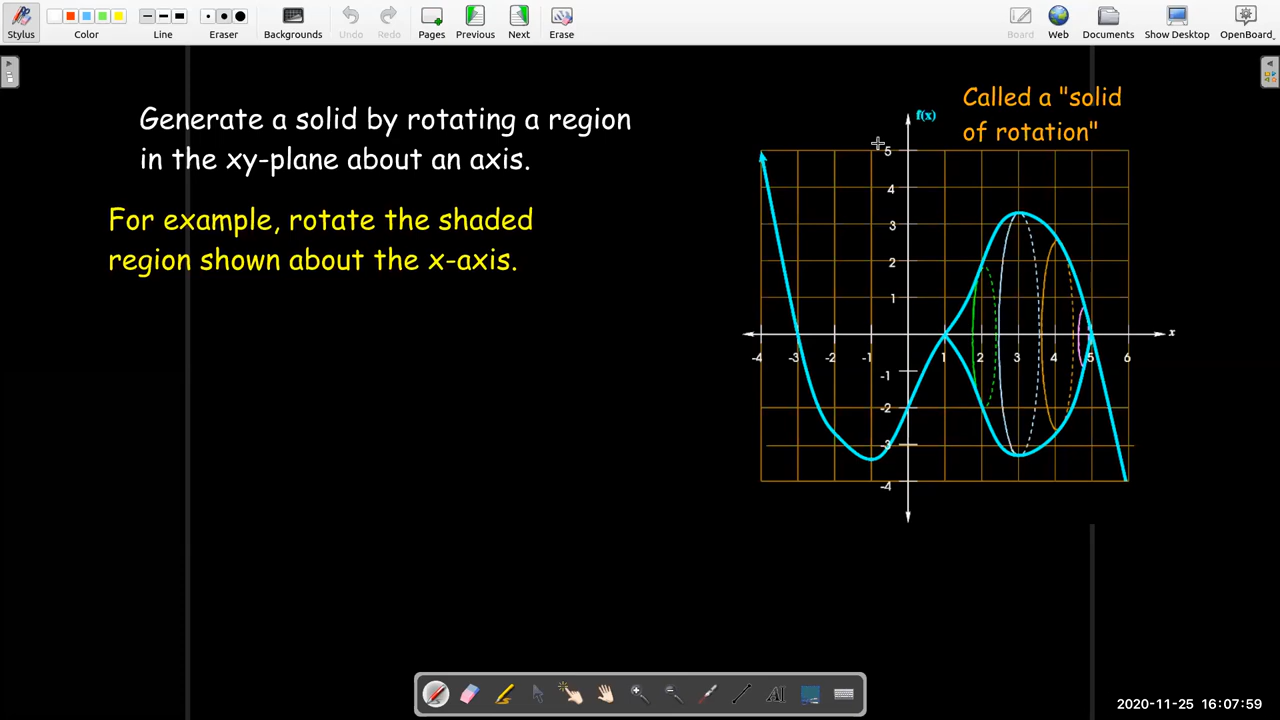 Stylus
Color
Line
Eraser
Backgrounds
Undo
Redo
Pages
Previous
Next
Erase
Board
Web
Documents
Show Desktop
OpenBoard
Generate a solid by rotating a region
in the xy-plane about an axis.
For example, rotate the shaded
region shown about the x-axis.
Called a "solid
of rotation"
f(x)
5
4
3
2
1
x
-4 -3 -2 -1 1 2 3 4 5 6
-1
-2
-3
-4
AI
2020-11-25 16:07:59